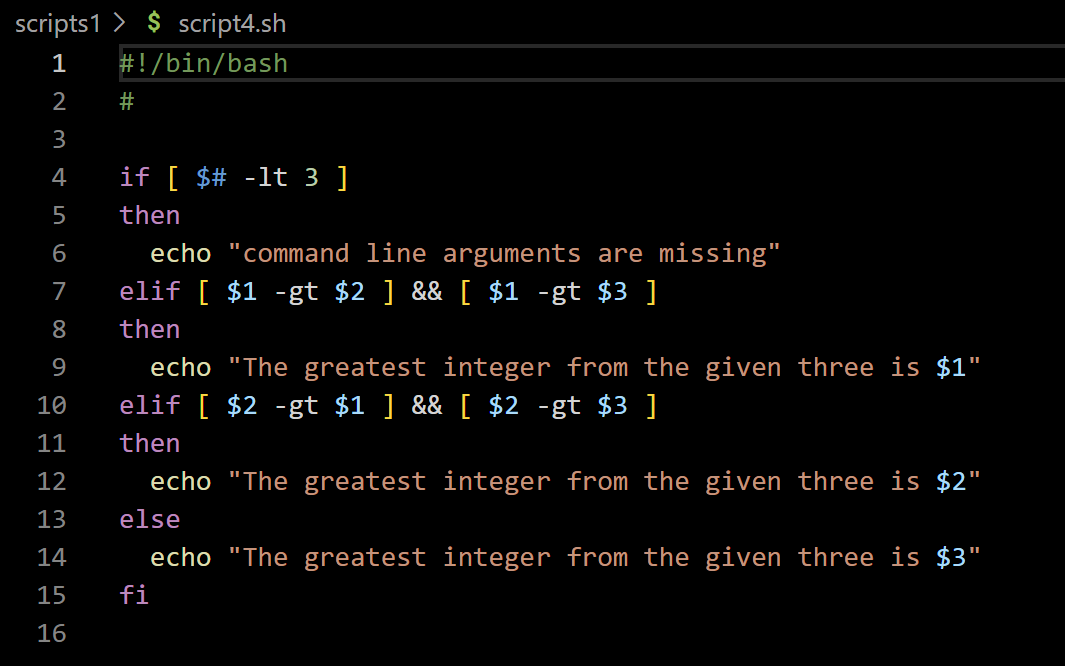 scripts1 > $ script4.sh
1 #!/bin/bash
2 #
3
4 if [ $# -lt 3 ]
5 then
6   echo "command line arguments are missing"
7 elif [ $1 -gt $2 ] && [ $1 -gt $3 ]
8 then
9   echo "The greatest integer from the given three is $1"
10 elif [ $2 -gt $1 ] && [ $2 -gt $3 ]
11 then
12   echo "The greatest integer from the given three is $2"
13 else
14   echo "The greatest integer from the given three is $3"
15 fi
16